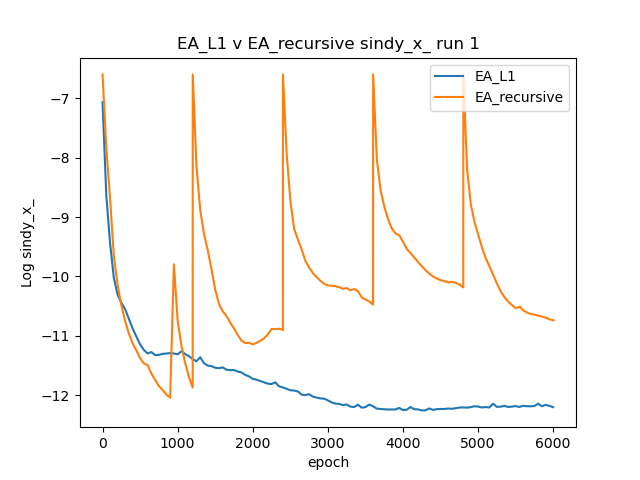 EA_L1 v EA_recursive sindy_x_ run 1
EA_L1
EA_recursive
Log sindy_x_
−7
−8
−9
−10
−11
−12
0
1000
2000
3000
4000
5000
6000
epoch